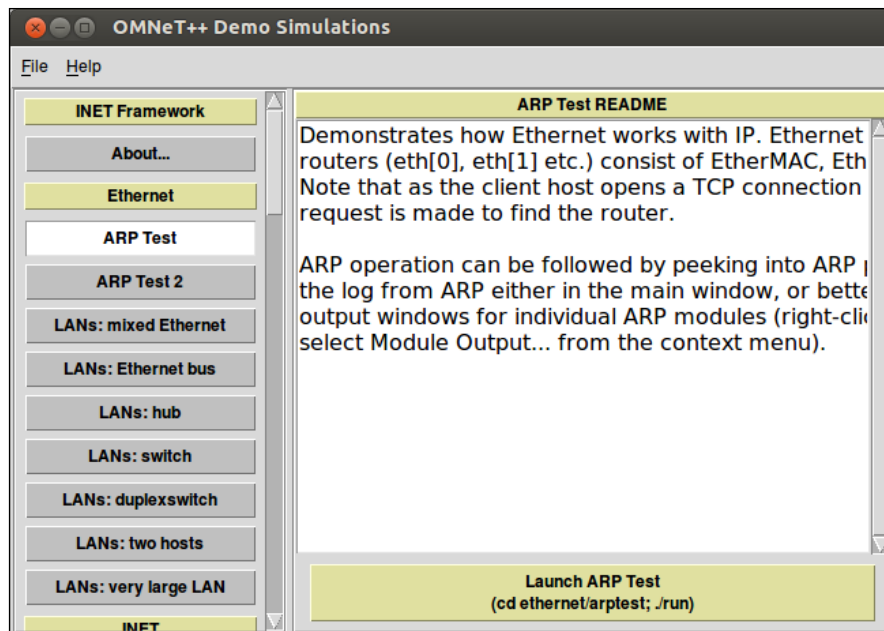 OMNeT++ Demo Simulations
File Help
INET Framework
About...
Ethernet
ARP Test
ARP Test 2
LANs: mixed Ethernet
LANs: Ethernet bus
LANs: hub
LANs: switch
LANs: duplexswitch
LANs: two hosts
LANs: very large LAN
INET
ARP Test README
Demonstrates how Ethernet works with IP. Ethernet
routers (eth[0], eth[1] etc.) consist of EtherMAC, Eth
Note that as the client host opens a TCP connection
request is made to find the router.
ARP operation can be followed by peeking into ARP
the log from ARP either in the main window, or bette
output windows for individual ARP modules (right-clic
select Module Output... from the context menu).
Launch ARP Test
(cd ethernet/arptest; ./run)